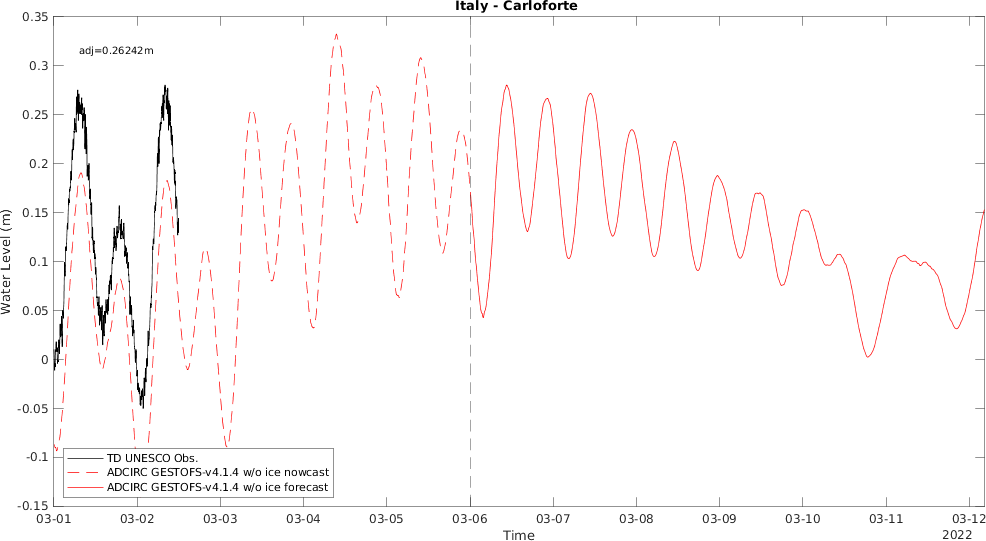 Italy - Carloforte
adj=0.26242m
Water Level (m)
0.35
0.3
0.25
0.2
0.15
0.1
0.05
0
-0.05
-0.1
-0.15
TD UNESCO Obs.
ADCIRC GESTOFS-v4.1.4 w/o ice nowcast
ADCIRC GESTOFS-v4.1.4 w/o ice forecast
03-01 03-02 03-03 03-04 03-05 03-06 03-07 03-08 03-09 03-10 03-11 03-12
Time
2022